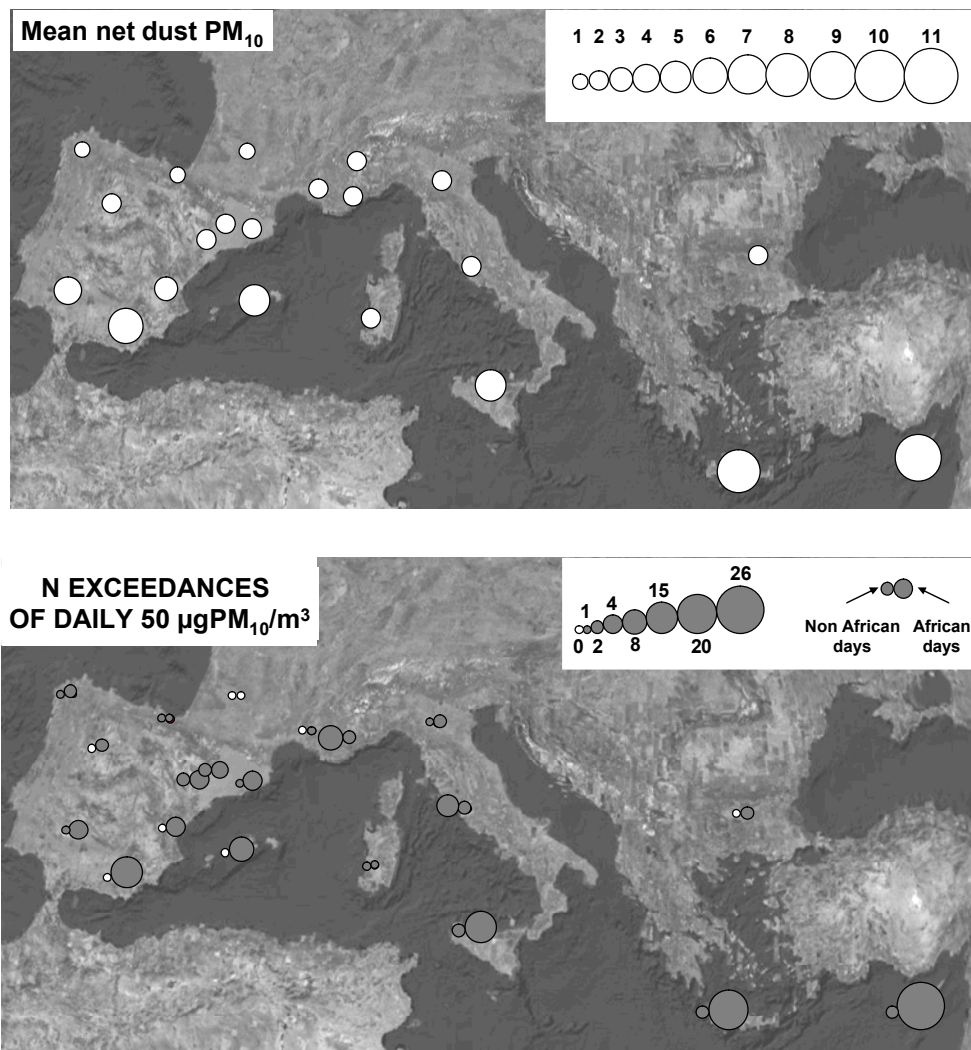 Mean net dust PM10
1 2 3 4 5 6 7 8 9 10 11
N EXCEEDANCES
OF DAILY 50 µgPM10/m3
26
15
4
1
0 2 8 20
Non African days
African days